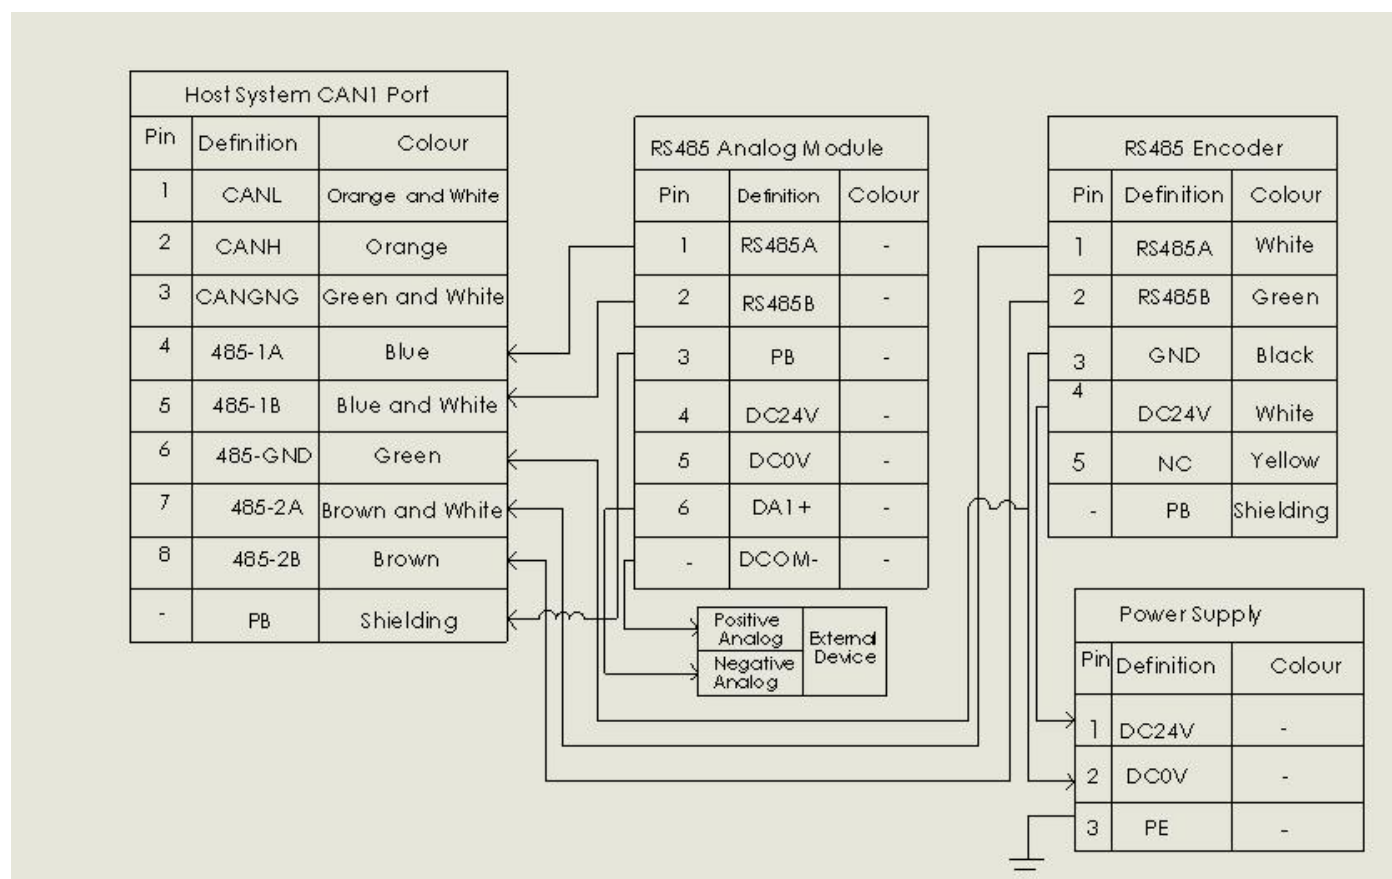 Host System CAN1 Port
Pin Definition Colour
1 CANL Orange and White
2 CANH Orange
3 CANGNG Green and White
4 485-1A Blue
5 485-1B Blue and White
6 485-GND Green
7 485-2A Brown and White
8 485-2B Brown
- PB Shielding
RS485 Analog Module
Pin Definition Colour
1 RS485A -
2 RS485B -
3 PB -
4 DC24V -
5 DC0V -
6 DA1+ -
- DCOM- -
Positive
Analog
Negative
Analog
External
Device
RS485 Encoder
Pin Definition Colour
1 RS485A White
2 RS485B Green
3 GND Black
4 DC24V White
5 NC Yellow
- PB Shielding
Power Supply
Pin Definition Colour
1 DC24V -
2 DC0V -
3 PE -